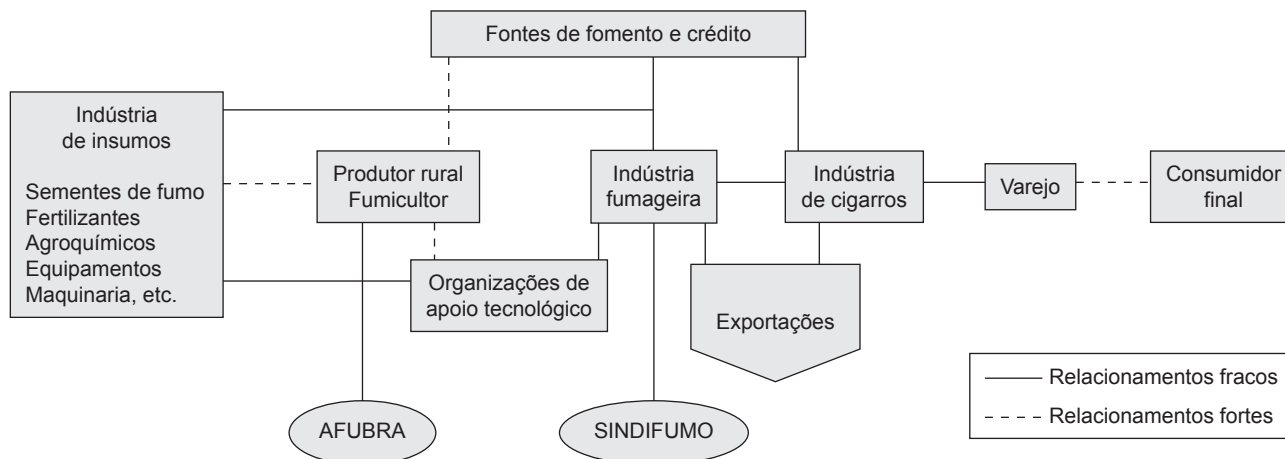 Fontes de fomento e crédito
Indústria
de insumos
Sementes de fumo
Fertilizantes
Agroquímicos
Equipamentos
Maquinaria, etc.
Produtor rural
Fumicultor
Indústria
fumageira
Indústria
de cigarros
Varejo
Consumidor
final
Organizações de
apoio tecnológico
Exportações
AFUBRA
SINDIFUMO
Relacionamentos fracos
Relacionamentos fortes